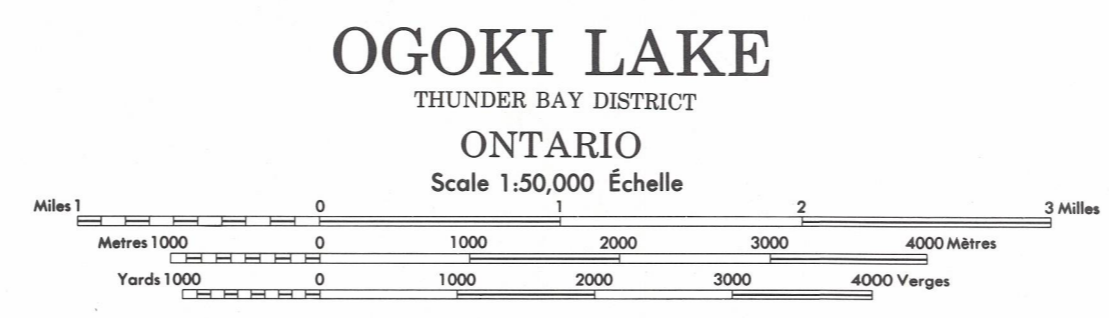 OGOKI LAKE
THUNDER BAY DISTRICT
ONTARIO
Scale 1:50,000 Échelle
Miles 1 0 1 2 3 Milles
Metres 1000 0 1000 2000 3000 4000 Mètres
Yards 1000 0 1000 2000 3000 4000 Verges